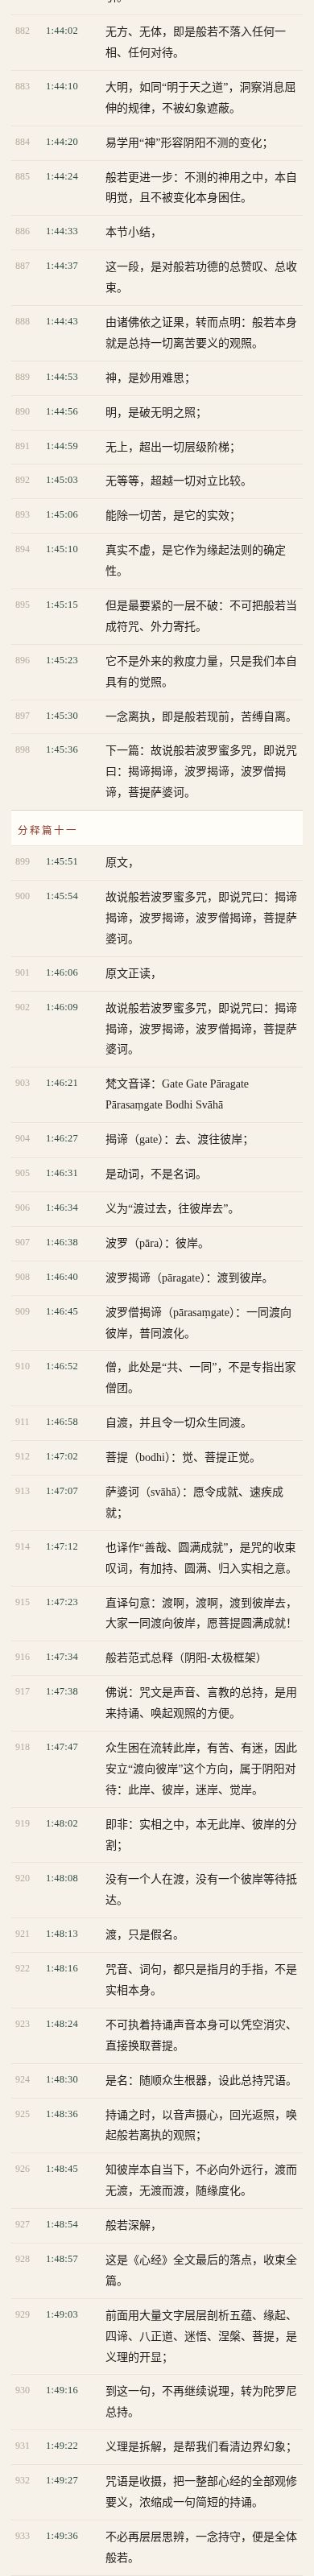 882 1:44:02 无方、无体，即是般若不落入任何一
相、任何对待。
883 1:44:10 大明，如同“明于天之道”，洞察消息屈
伸的规律，不被幻象遮蔽。
884 1:44:20 易学用“神”形容阴阳不测的变化；
885 1:44:24 般若更进一步：不测的神用之中，本自
明觉，且不被变化本身困住。
886 1:44:33 本节小结，
887 1:44:37 这一段，是对般若功德的总赞叹、总收
束。
888 1:44:43 由诸佛依之证果，转而点明：般若本身
就是总持一切离苦要义的观照。
889 1:44:53 神，是妙用难思；
890 1:44:56 明，是破无明之照；
891 1:44:59 无上，超出一切层级阶梯；
892 1:45:03 无等等，超越一切对立比较。
893 1:45:06 能除一切苦，是它的实效；
894 1:45:10 真实不虚，是它作为缘起法则的确定
性。
895 1:45:15 但是最要紧的一层不破：不可把般若当
成符咒、外力寄托。
896 1:45:23 它不是外来的救度力量，只是我们本自
具有的觉照。
897 1:45:30 一念离执，即是般若现前，苦缚自离。
898 1:45:36 下一篇：故说般若波罗蜜多咒，即说咒
曰：揭谛揭谛，波罗揭谛，波罗僧揭
谛，菩提萨婆诃。
分释篇十一
899 1:45:51 原文，
900 1:45:54 故说般若波罗蜜多咒，即说咒曰：揭谛
揭谛，波罗揭谛，波罗僧揭谛，菩提萨
婆诃。
901 1:46:06 原文正读，
902 1:46:09 故说般若波罗蜜多咒，即说咒曰：揭谛
揭谛，波罗揭谛，波罗僧揭谛，菩提萨
婆诃。
903 1:46:21 梵文音译：Gate Gate Pāragate
Pārasaṃgate Bodhi Svāhā
904 1:46:27 揭谛（gate）：去、渡往彼岸；
905 1:46:31 是动词，不是名词。
906 1:46:34 义为“渡过去，往彼岸去”。
907 1:46:38 波罗（pāra）：彼岸。
908 1:46:40 波罗揭谛（pāragate）：渡到彼岸。
909 1:46:45 波罗僧揭谛（pārasaṃgate）：一同渡向
彼岸，普同渡化。
910 1:46:52 僧，此处是“共、一同”，不是专指出家
僧团。
911 1:46:58 自渡，并且令一切众生同渡。
912 1:47:02 菩提（bodhi）：觉、菩提正觉。
913 1:47:07 萨婆诃（svāhā）：愿令成就、速疾成
就；
914 1:47:12 也译作“善哉、圆满成就”，是咒的收束
叹词，有加持、圆满、归入实相之意。
915 1:47:23 直译句意：渡啊，渡啊，渡到彼岸去，
大家一同渡向彼岸，愿菩提圆满成就！
916 1:47:34 般若范式总释（阴阳-太极框架）
917 1:47:38 佛说：咒文是声音、言教的总持，是用
来持诵、唤起观照的方便。
918 1:47:47 众生困在流转此岸，有苦、有迷，因此
安立“渡向彼岸”这个方向，属于阴阳对
待：此岸、彼岸，迷岸、觉岸。
919 1:48:02 即非：实相之中，本无此岸、彼岸的分
割；
920 1:48:08 没有一个人在渡，没有一个彼岸等待抵
达。
921 1:48:13 渡，只是假名。
922 1:48:16 咒音、词句，都只是指月的手指，不是
实相本身。
923 1:48:24 不可执着持诵声音本身可以凭空消灾、
直接换取菩提。
924 1:48:30 是名：随顺众生根器，设此总持咒语。
925 1:48:36 持诵之时，以音声摄心，回光返照，唤
起般若离执的观照；
926 1:48:45 知彼岸本自当下，不必向外远行，渡而
无渡，无渡而渡，随缘度化。
927 1:48:54 般若深解，
928 1:48:57 这是《心经》全文最后的落点，收束全
篇。
929 1:49:03 前面用大量文字层层剖析五蕴、缘起、
四谛、八正道、迷悟、涅槃、菩提，是
义理的开显；
930 1:49:16 到这一句，不再继续说理，转为陀罗尼
总持。
931 1:49:22 义理是拆解，是帮我们看清边界幻象；
932 1:49:27 咒语是收摄，把一整部心经的全部观修
要义，浓缩成一句简短的持诵。
933 1:49:36 不必再层层思辨，一念持守，便是全体
般若。